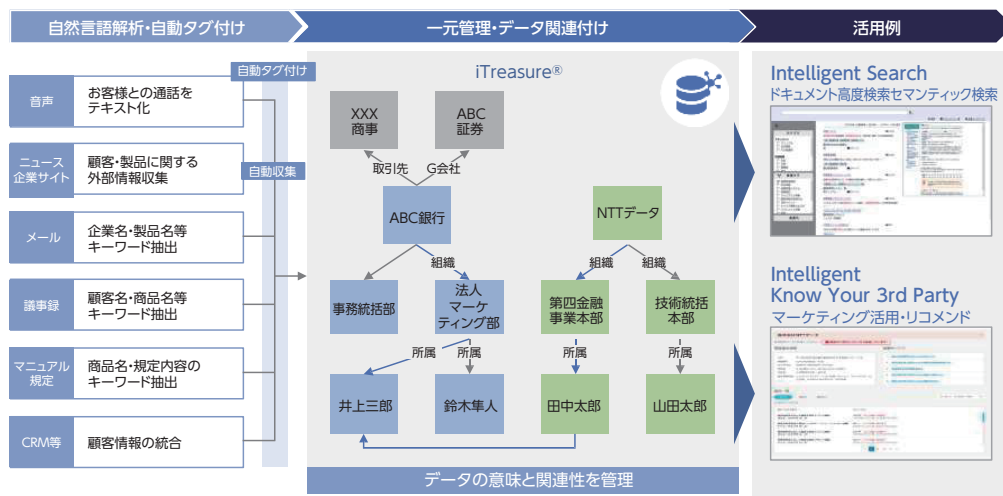 自然言語解析・自動タグ付け
一元管理・データ関連付け
活用例
自動タグ付け
自動収集
音声
お客様との通話を
テキスト化
ニュース
企業サイト
顧客・製品に関する
外部情報収集
メール
企業名・製品名等
キーワード抽出
議事録
顧客名・商品名等
キーワード抽出
マニュアル
規定
商品名・規定内容の
キーワード抽出
CRM等
顧客情報の統合
iTreasure®
XXX
商事
ABC
証券
取引先
G会社
ABC銀行
NTTデータ
組織
組織
組織
事務統括部
法人
マーケ
ティング部
第四金融
事業本部
技術統括
本部
所属
所属
所属
所属
井上三郎
鈴木隼人
田中太郎
山田太郎
データの意味と関連性を管理
Intelligent Search
ドキュメント高度検索セマンティック検索
Intelligent
Know Your 3rd Party
マーケティング活用・リコメンド